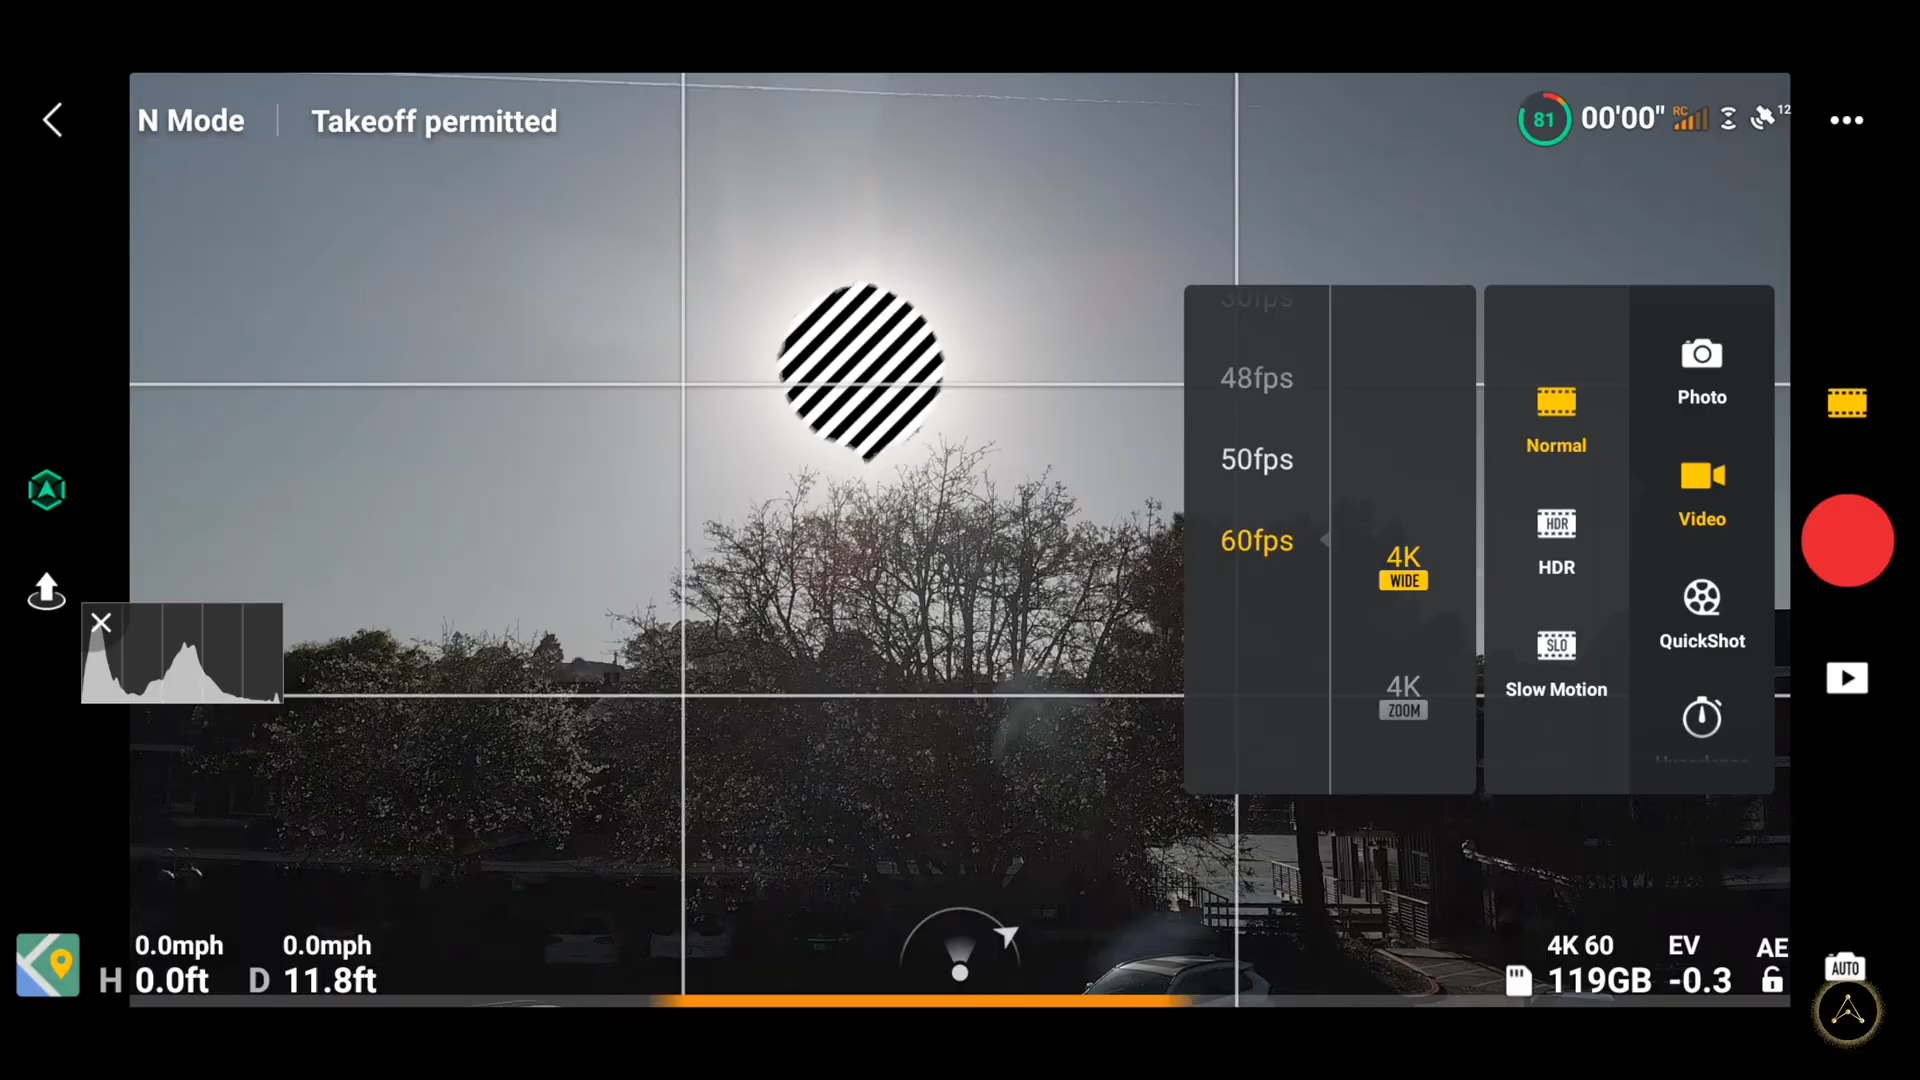 N Mode
Takeoff permitted
81
00'00"
RC
12
30fps
48fps
50fps
60fps
4K
WIDE
4K
ZOOM
Normal
HDR
HDR
SLO
Slow Motion
Photo
Video
QuickShot
0.0mph
0.0mph
H 0.0ft
D 11.8ft
4K 60
119GB
EV
-0.3
AE
AUTO